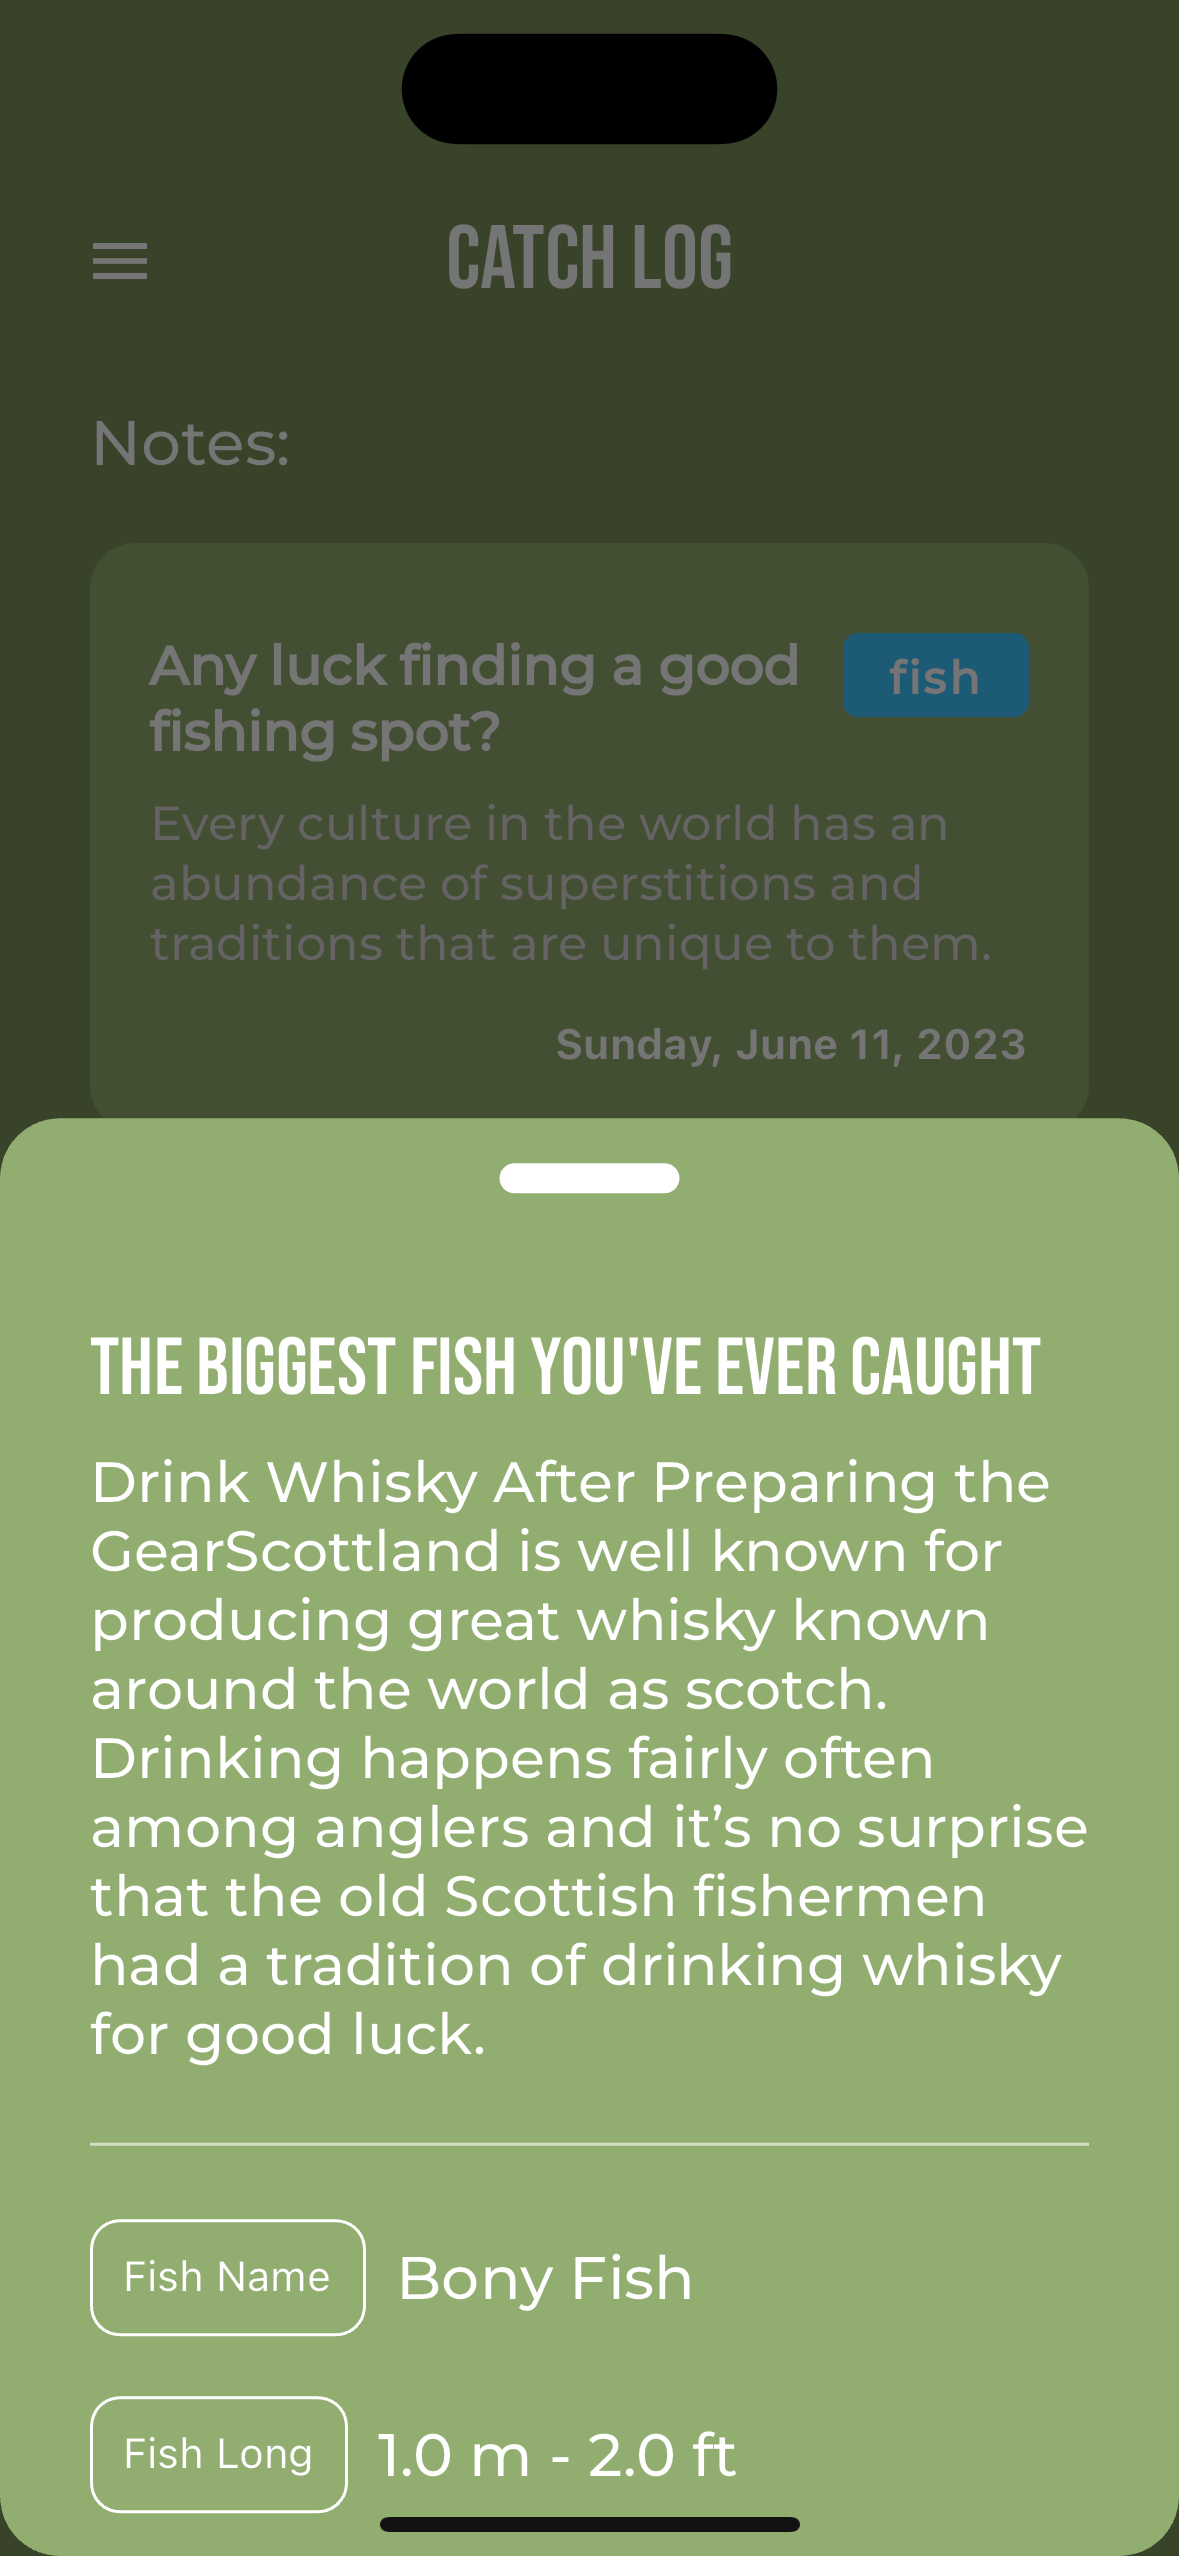 CATCH LOG
Notes:
Any luck finding a good
fishing spot?
fish
Every culture in the world has an
abundance of superstitions and
traditions that are unique to them.
Sunday, June 11, 2023
THE BIGGEST FISH YOU'VE EVER CAUGHT
Drink Whisky After Preparing the
GearScottland is well known for
producing great whisky known
around the world as scotch.
Drinking happens fairly often
among anglers and it’s no surprise
that the old Scottish fishermen
had a tradition of drinking whisky
for good luck.
Fish Name Bony Fish
Fish Long 1.0 m - 2.0 ft